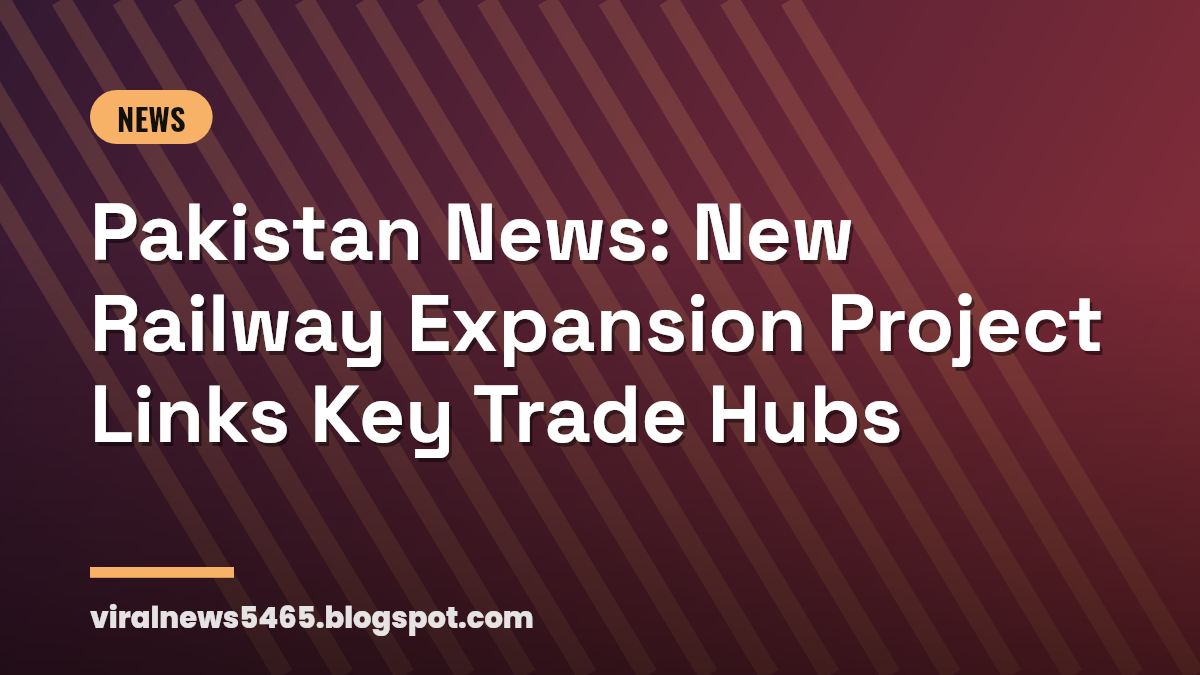 NEWS
Pakistan News: New
Railway Expansion Project
Links Key Trade Hubs
viralnews5465.blogspot.com